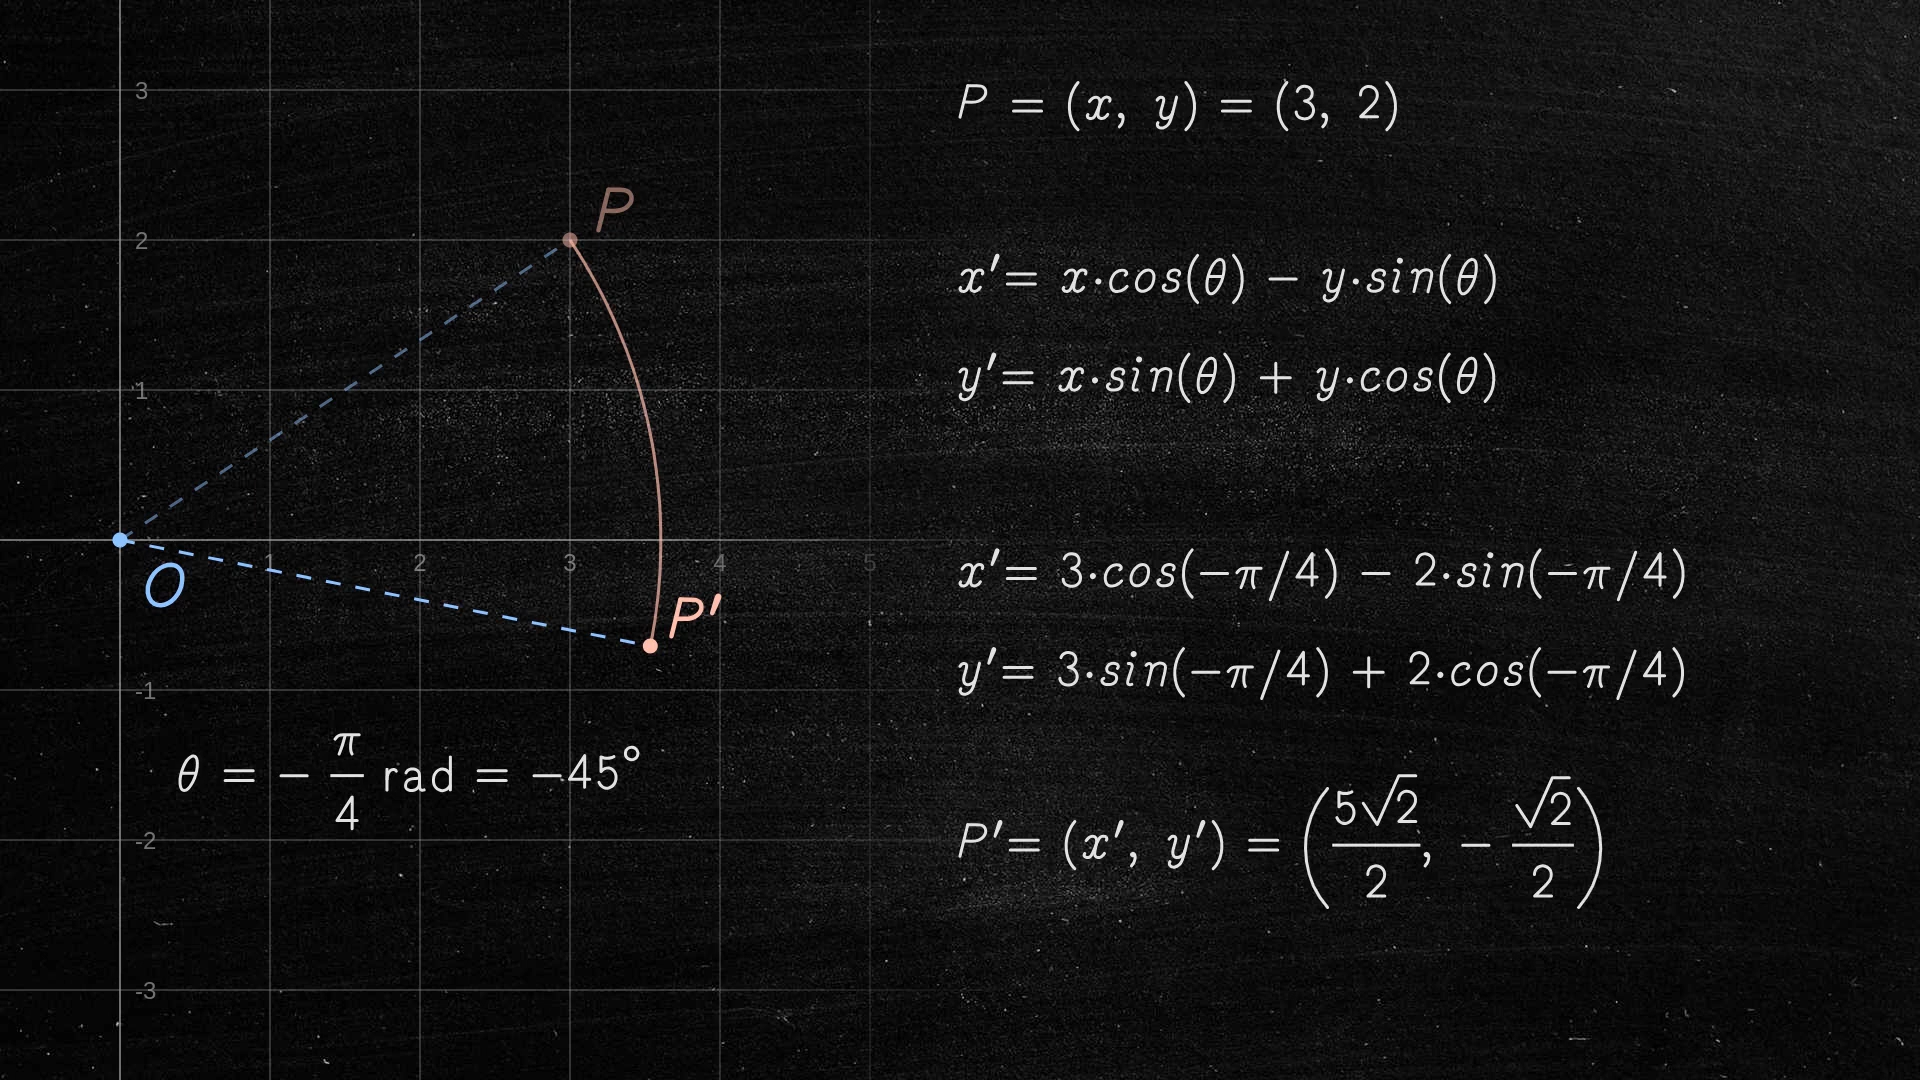 3
P
2
1
O
1
2
3
4
5
P′
-1
θ = − π/4 rad = −45°
-2
-3
P = (x, y) = (3, 2)
x′= x·cos(θ) − y·sin(θ)
y′= x·sin(θ) + y·cos(θ)
x′= 3·cos(−π/4) − 2·sin(−π/4)
y′= 3·sin(−π/4) + 2·cos(−π/4)
P′= (x′, y′) = (5√2/2, − √2/2)